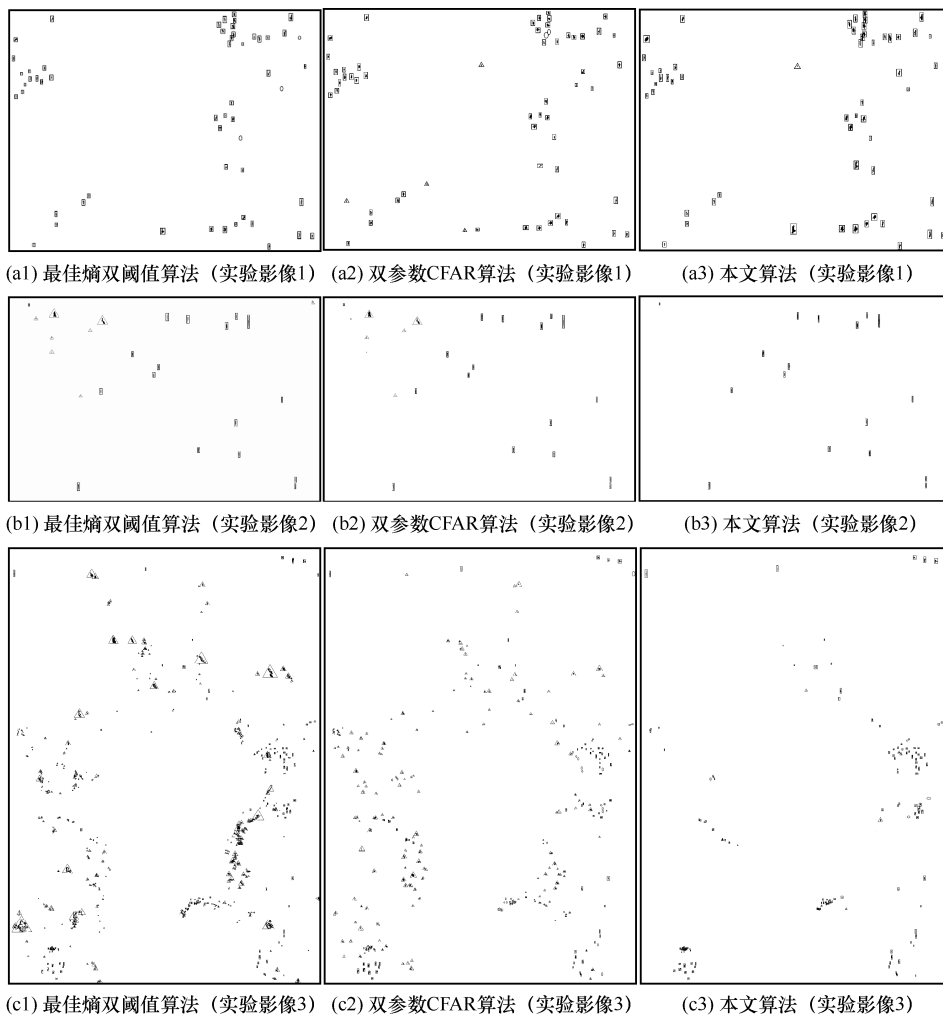 (a1) 最佳熵双阈值算法（实验影像1）
(a2) 双参数CFAR算法（实验影像1）
(a3) 本文算法（实验影像1）
(b1) 最佳熵双阈值算法（实验影像2）
(b2) 双参数CFAR算法（实验影像2）
(b3) 本文算法（实验影像2）
(c1) 最佳熵双阈值算法（实验影像3）
(c2) 双参数CFAR算法（实验影像3）
(c3) 本文算法（实验影像3）